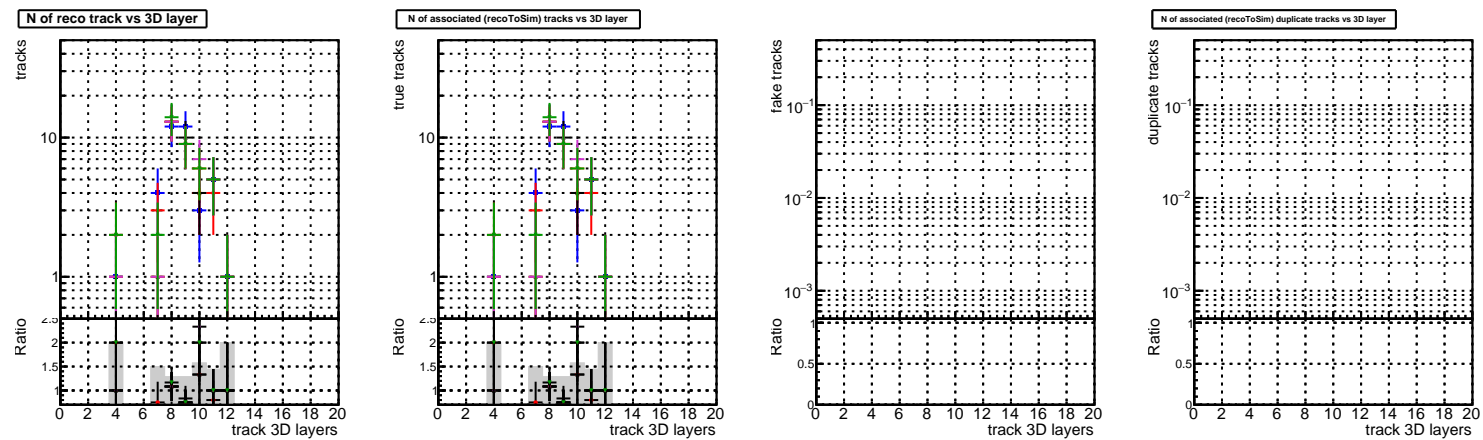 N of reco track vs 3D layer
tracks
10
1
Ratio
2.5
2
1.5
1
0 2 4 6 8 10 12 14 16 18 20
track 3D layers
N of associated (recoToSim) tracks vs 3D layer
true tracks
10
1
Ratio
2.5
2
1.5
1
0 2 4 6 8 10 12 14 16 18 20
track 3D layers
fake tracks
10⁻¹
10⁻²
10⁻³
Ratio
1
0.5
0
0 2 4 6 8 10 12 14 16 18 20
track 3D layers
N of associated (recoToSim) duplicate tracks vs 3D layer
duplicate tracks
10⁻¹
10⁻²
10⁻³
Ratio
1
0.5
0
0 2 4 6 8 10 12 14 16 18 20
track 3D layers